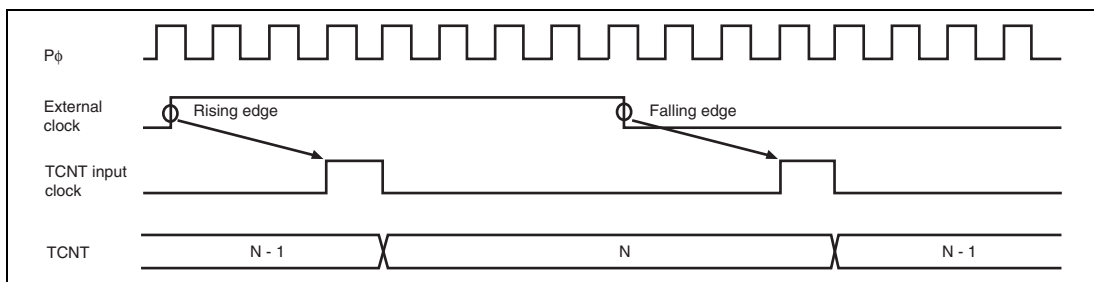 Pϕ
External
clock
Rising edge
Falling edge
TCNT input
clock
TCNT
N - 1
N
N - 1